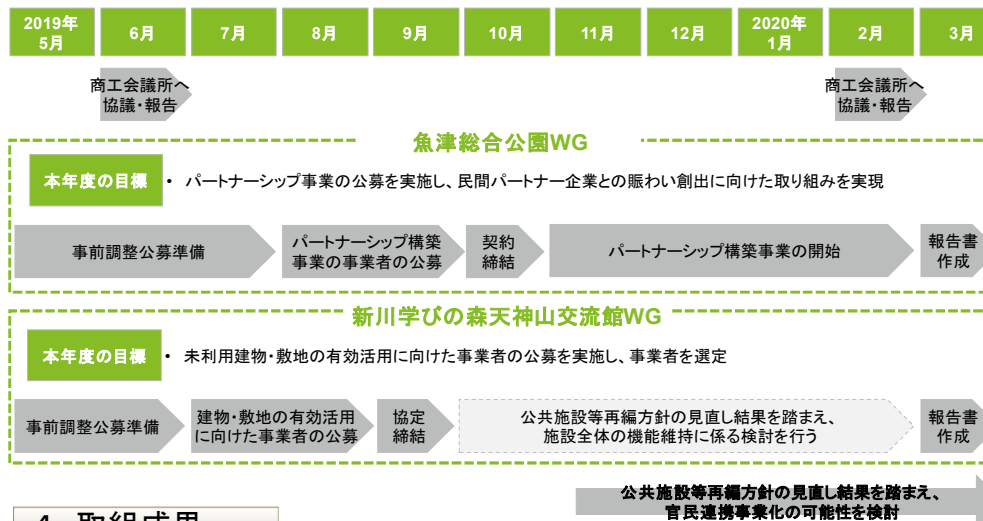 2019年
5月
6月
7月
8月
9月
10月
11月
12月
2020年
1月
2月
3月
商工会議所へ
協議・報告
商工会議所へ
協議・報告
魚津総合公園WG
本年度の目標
・ パートナーシップ事業の公募を実施し、民間パートナー企業との賑わい創出に向けた取り組みを実現
事前調整公募準備
パートナーシップ構築
事業の事業者の公募
契約
締結
パートナーシップ構築事業の開始
報告書
作成
新川学びの森天神山交流館WG
本年度の目標
・ 未利用建物・敷地の有効活用に向けた事業者の公募を実施し、事業者を選定
事前調整公募準備
建物・敷地の有効活用
に向けた事業者の公募
協定
締結
公共施設等再編方針の見直し結果を踏まえ、
施設全体の機能維持に係る検討を行う
報告書
作成
公共施設等再編方針の見直し結果を踏まえ、
官民連携事業化の可能性を検討
取組成果